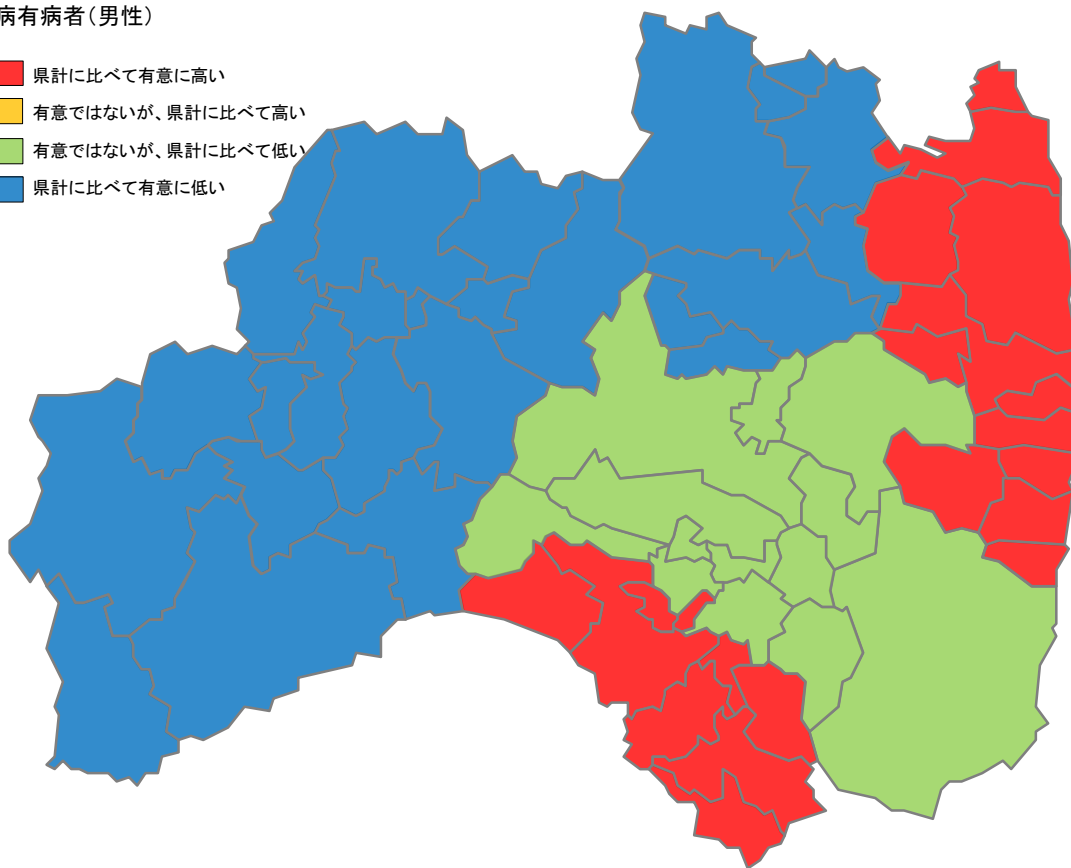 病有病者（男性）
県計に比べて有意に高い
有意ではないが、県計に比べて高い
有意ではないが、県計に比べて低い
県計に比べて有意に低い